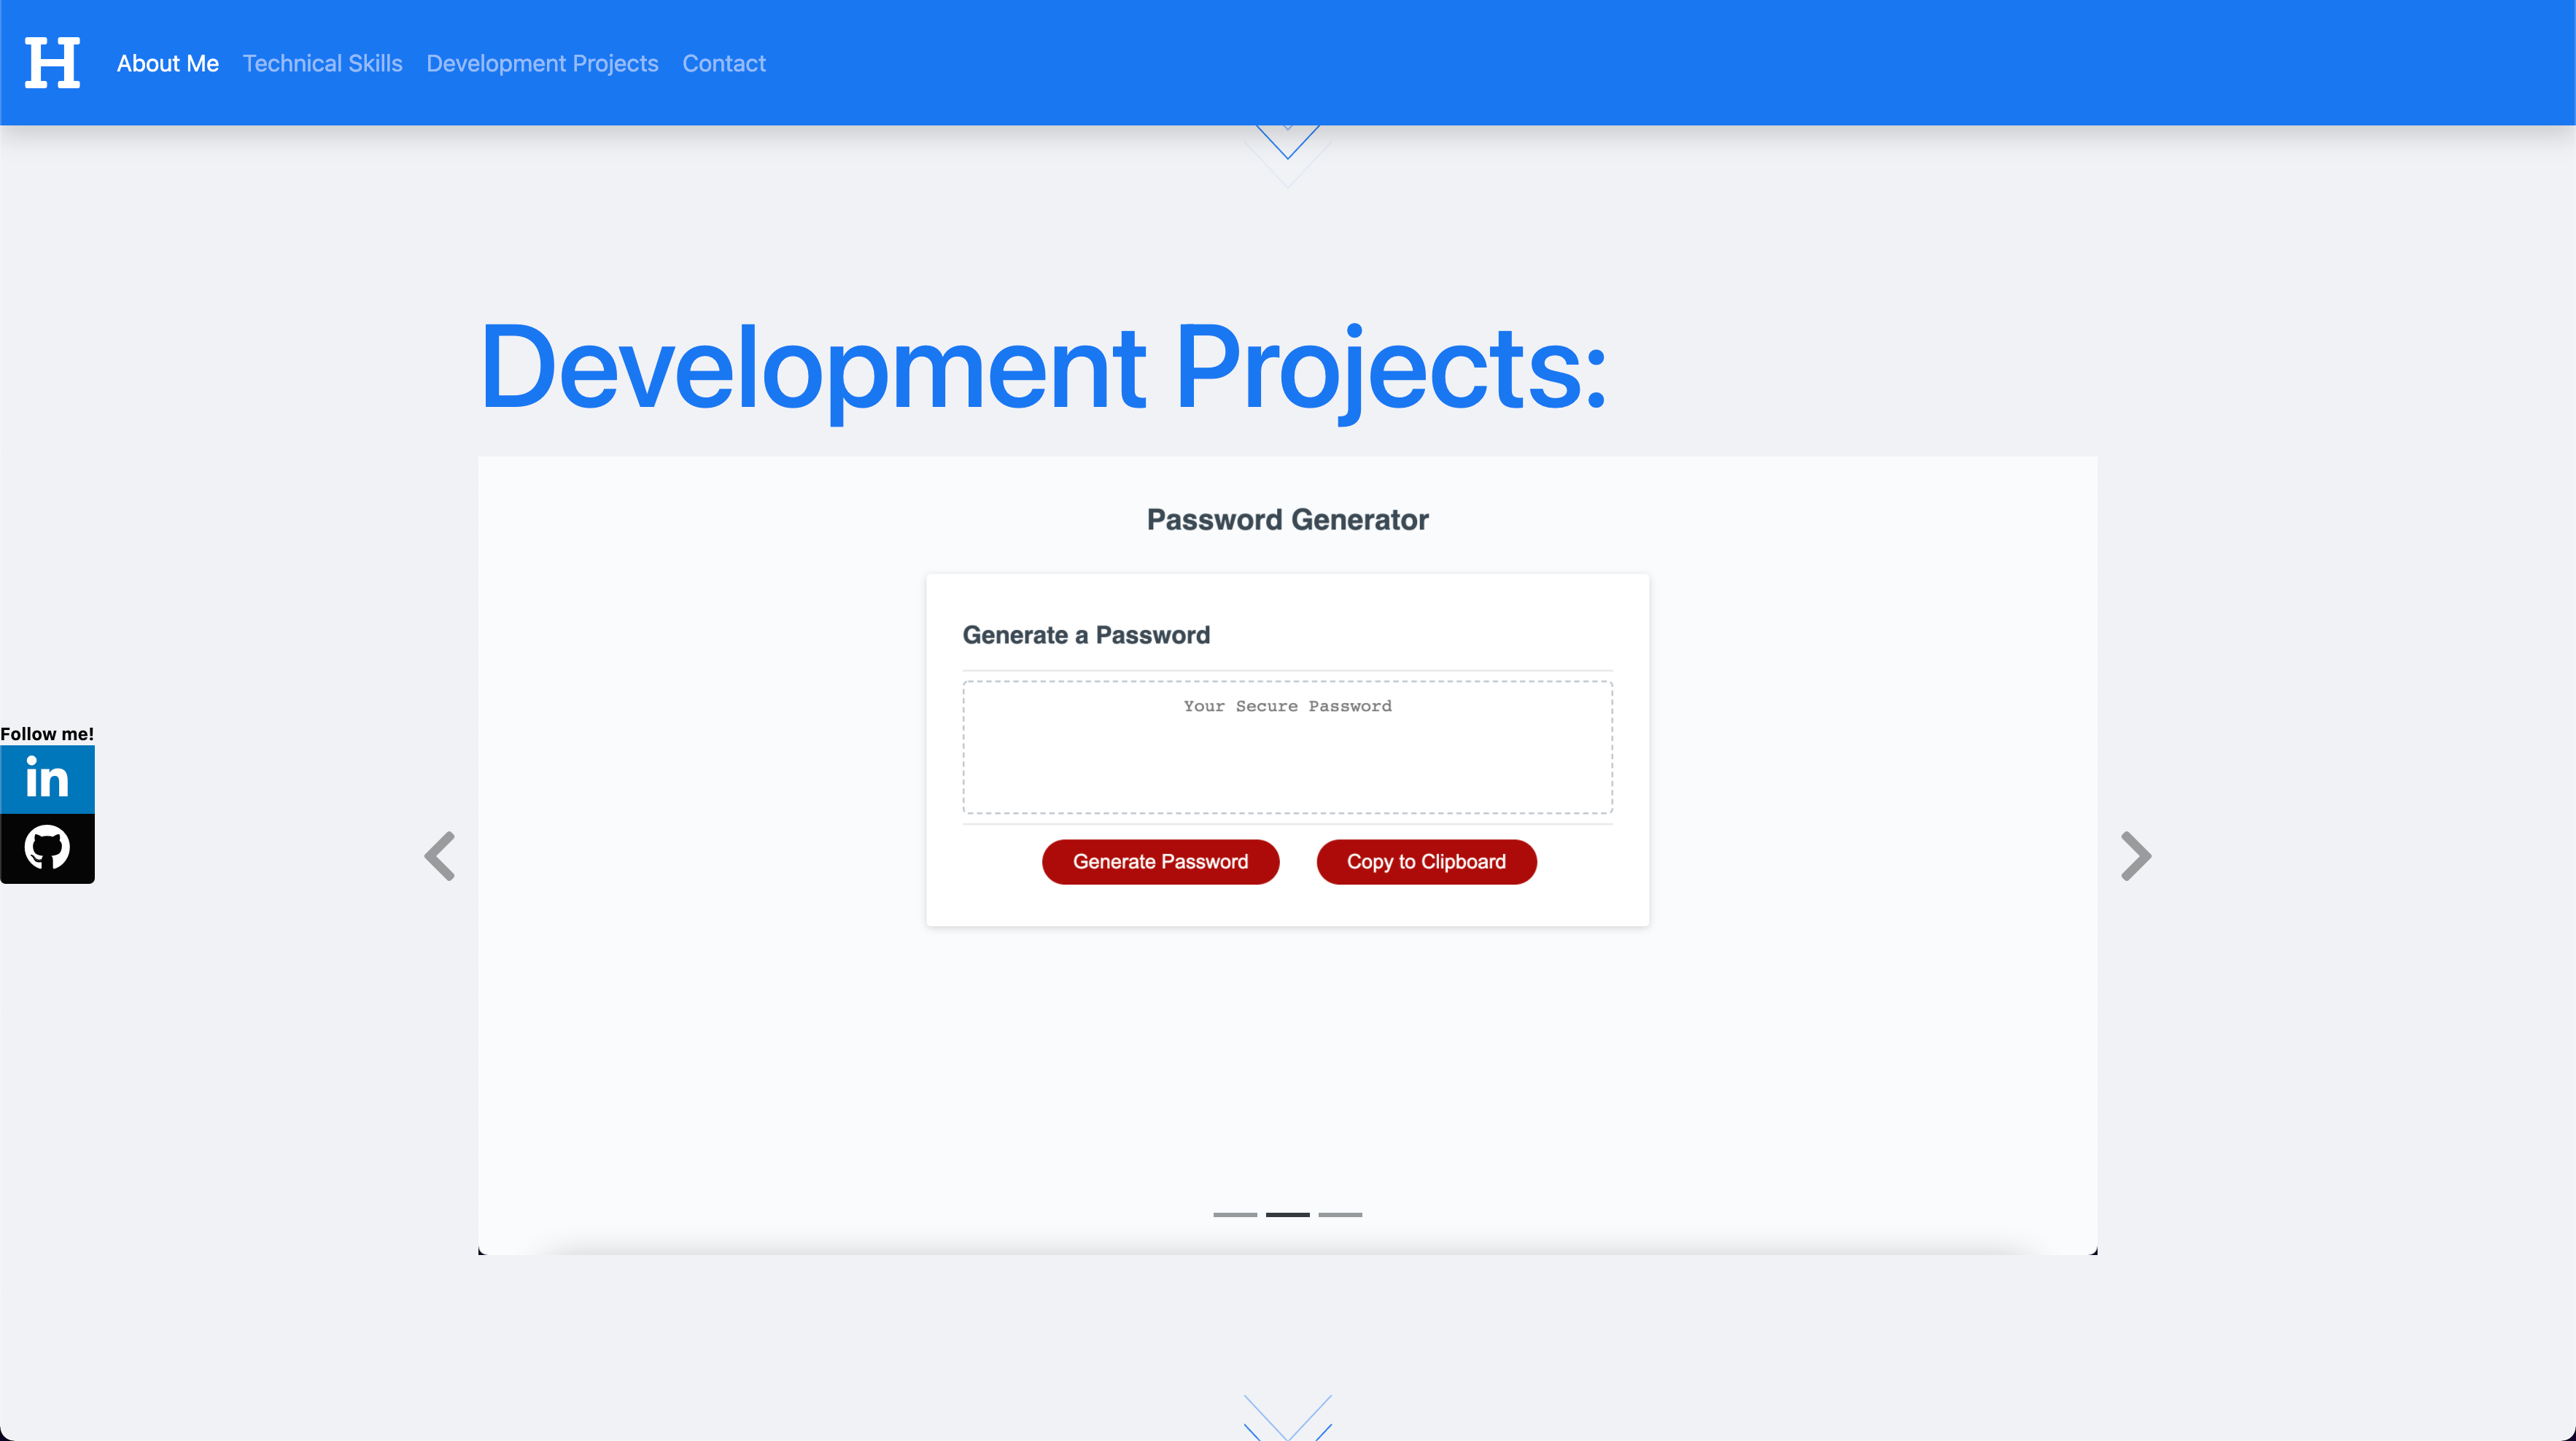 H About Me Technical Skills Development Projects Contact
Development Projects:
Password Generator
Generate a Password
Your Secure Password
Follow me!
in
Generate Password Copy to Clipboard